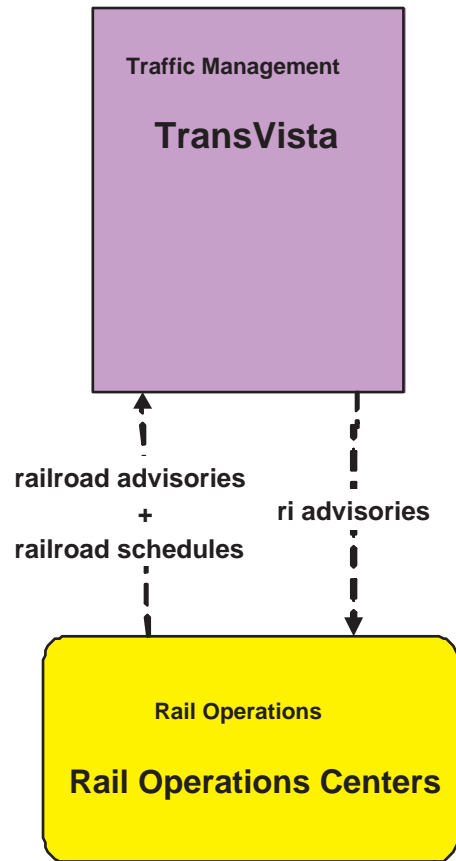 Traffic Management
TransVista
railroad advisories
+
railroad schedules
ri advisories
Rail Operations
Rail Operations Centers